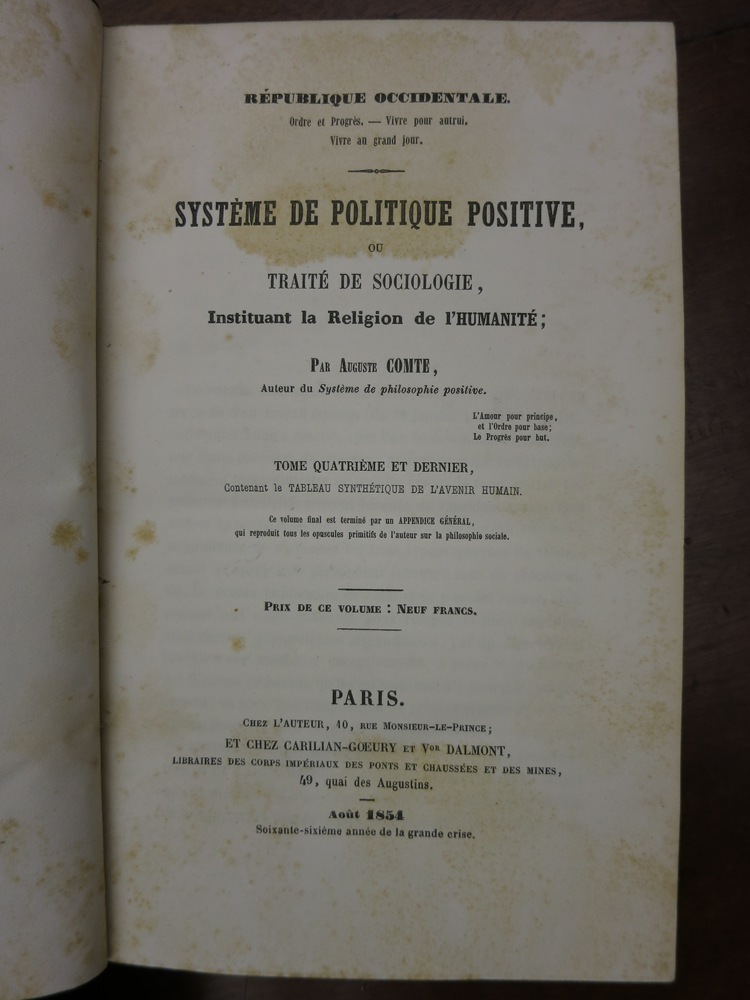 RÉPUBLIQUE OCCIDENTALE.
Ordre et Progrès. — Vivre pour autrui.
Vivre au grand jour.
SYSTÈME DE POLITIQUE POSITIVE,
OU
TRAITÉ DE SOCIOLOGIE,
Instituant la Religion de l'HUMANITÉ;
PAR AUGUSTE COMTE,
Auteur du Système de philosophie positive.
L'Amour pour principe,
et l'Ordre pour base;
Le Progrès pour but.
TOME QUATRIÈME ET DERNIER,
Contenant le TABLEAU SYNTHÉTIQUE DE L'AVENIR HUMAIN.
Ce volume final est terminé par un APPENDICE GÉNÉRAL,
qui reproduit tous les opuscules primitifs de l'auteur sur la philosophie sociale.
PRIX DE CE VOLUME : NEUF FRANCS.
PARIS.
CHEZ L'AUTEUR, 10, RUE MONSIEUR-LE-PRINCE;
ET CHEZ CARILIAN-GOEURY ET Vor DALMONT,
LIBRAIRES DES CORPS IMPÉRIAUX DES PONTS ET CHAUSSÉES ET DES MINES,
49, quai des Augustins.
Août 1854
Soixante-sixième année de la grande crise.